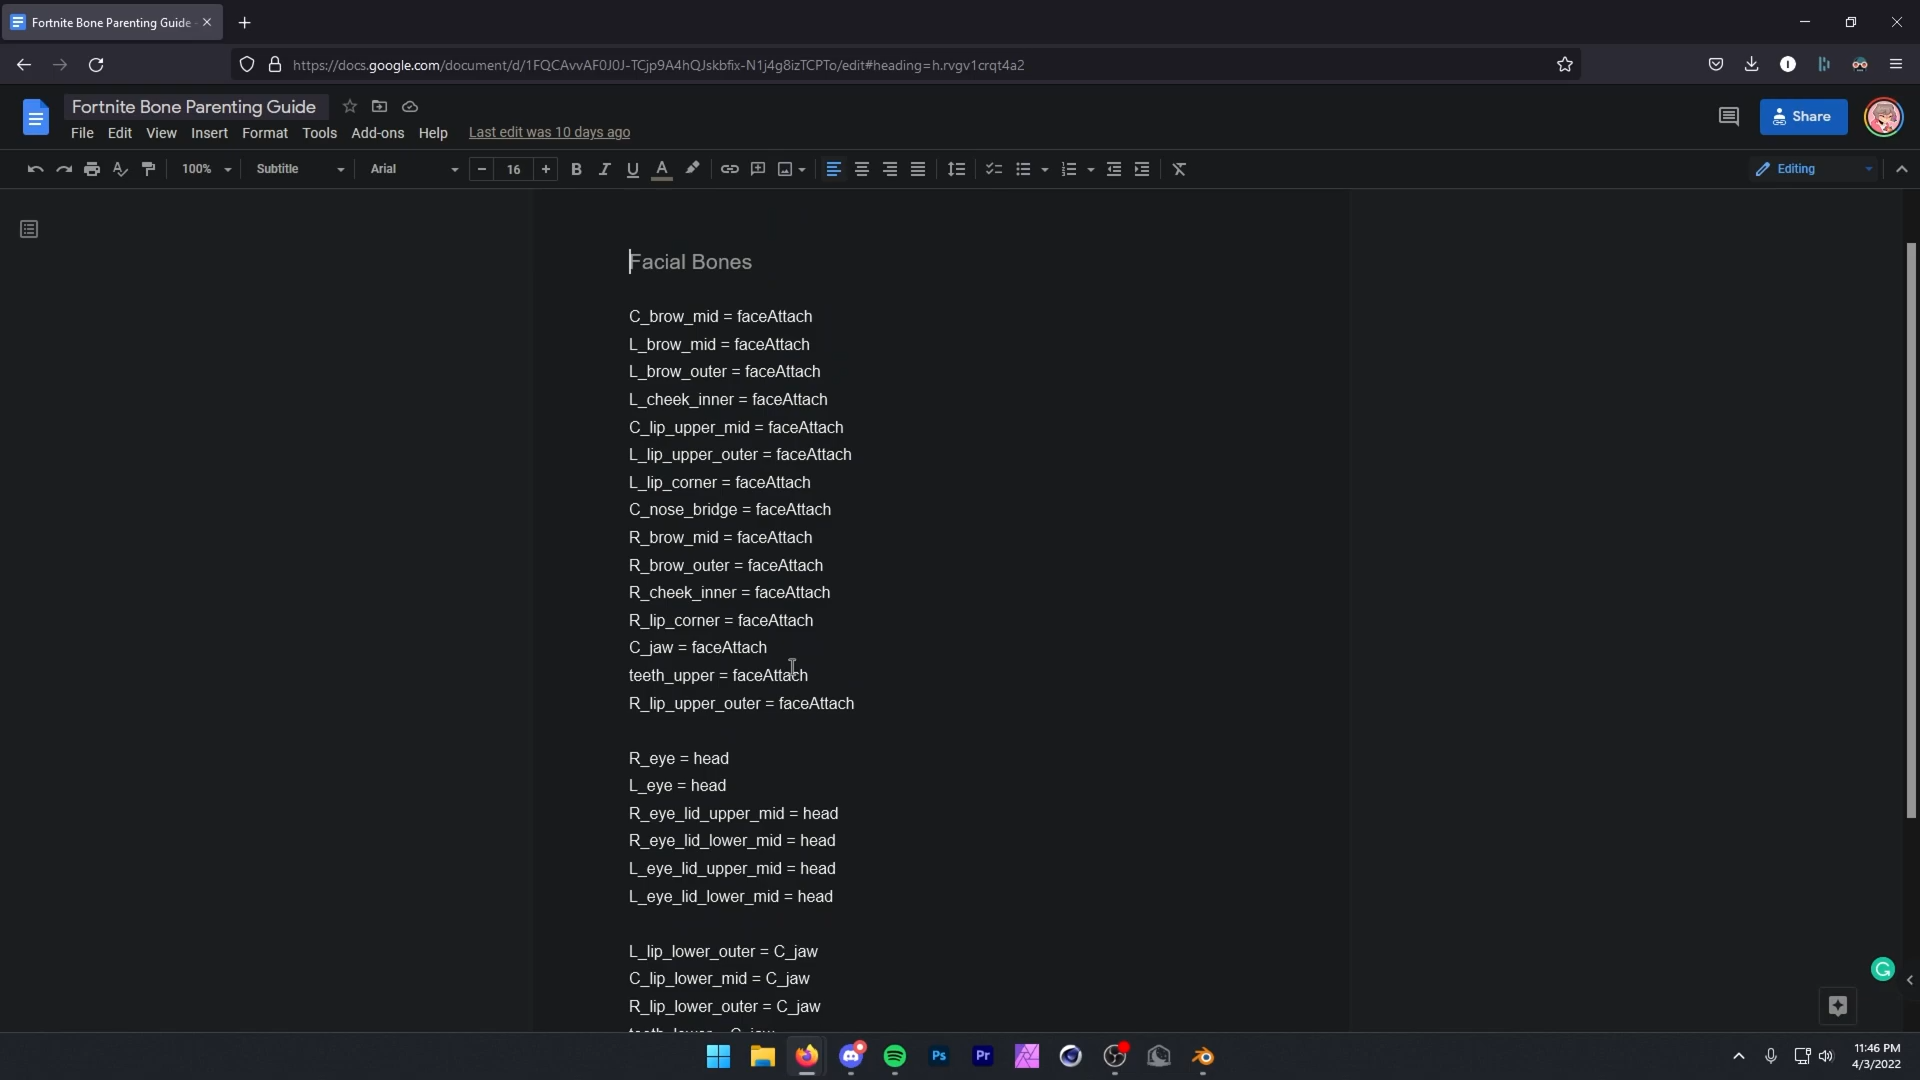 Fortnite Bone Parenting Guide -
https://docs.google.com/document/d/1FQCAvvAF0J0J-TCjp9A4hQJskbfix-N1j4g8izTCPTo/edit#heading=h.rvgv1crqt4a2
Fortnite Bone Parenting Guide
File Edit View Insert Format Tools Add-ons Help Last edit was 10 days ago
Share
100% Subtitle Arial 16 B I U A Editing
Facial Bones
C_brow_mid = faceAttach
L_brow_mid = faceAttach
L_brow_outer = faceAttach
L_cheek_inner = faceAttach
C_lip_upper_mid = faceAttach
L_lip_upper_outer = faceAttach
L_lip_corner = faceAttach
C_nose_bridge = faceAttach
R_brow_mid = faceAttach
R_brow_outer = faceAttach
R_cheek_inner = faceAttach
R_lip_corner = faceAttach
C_jaw = faceAttach
teeth_upper = faceAttach
R_lip_upper_outer = faceAttach
R_eye = head
L_eye = head
R_eye_lid_upper_mid = head
R_eye_lid_lower_mid = head
L_eye_lid_upper_mid = head
L_eye_lid_lower_mid = head
L_lip_lower_outer = C_jaw
C_lip_lower_mid = C_jaw
R_lip_lower_outer = C_jaw
Ps Pr
11:46 PM
4/3/2022